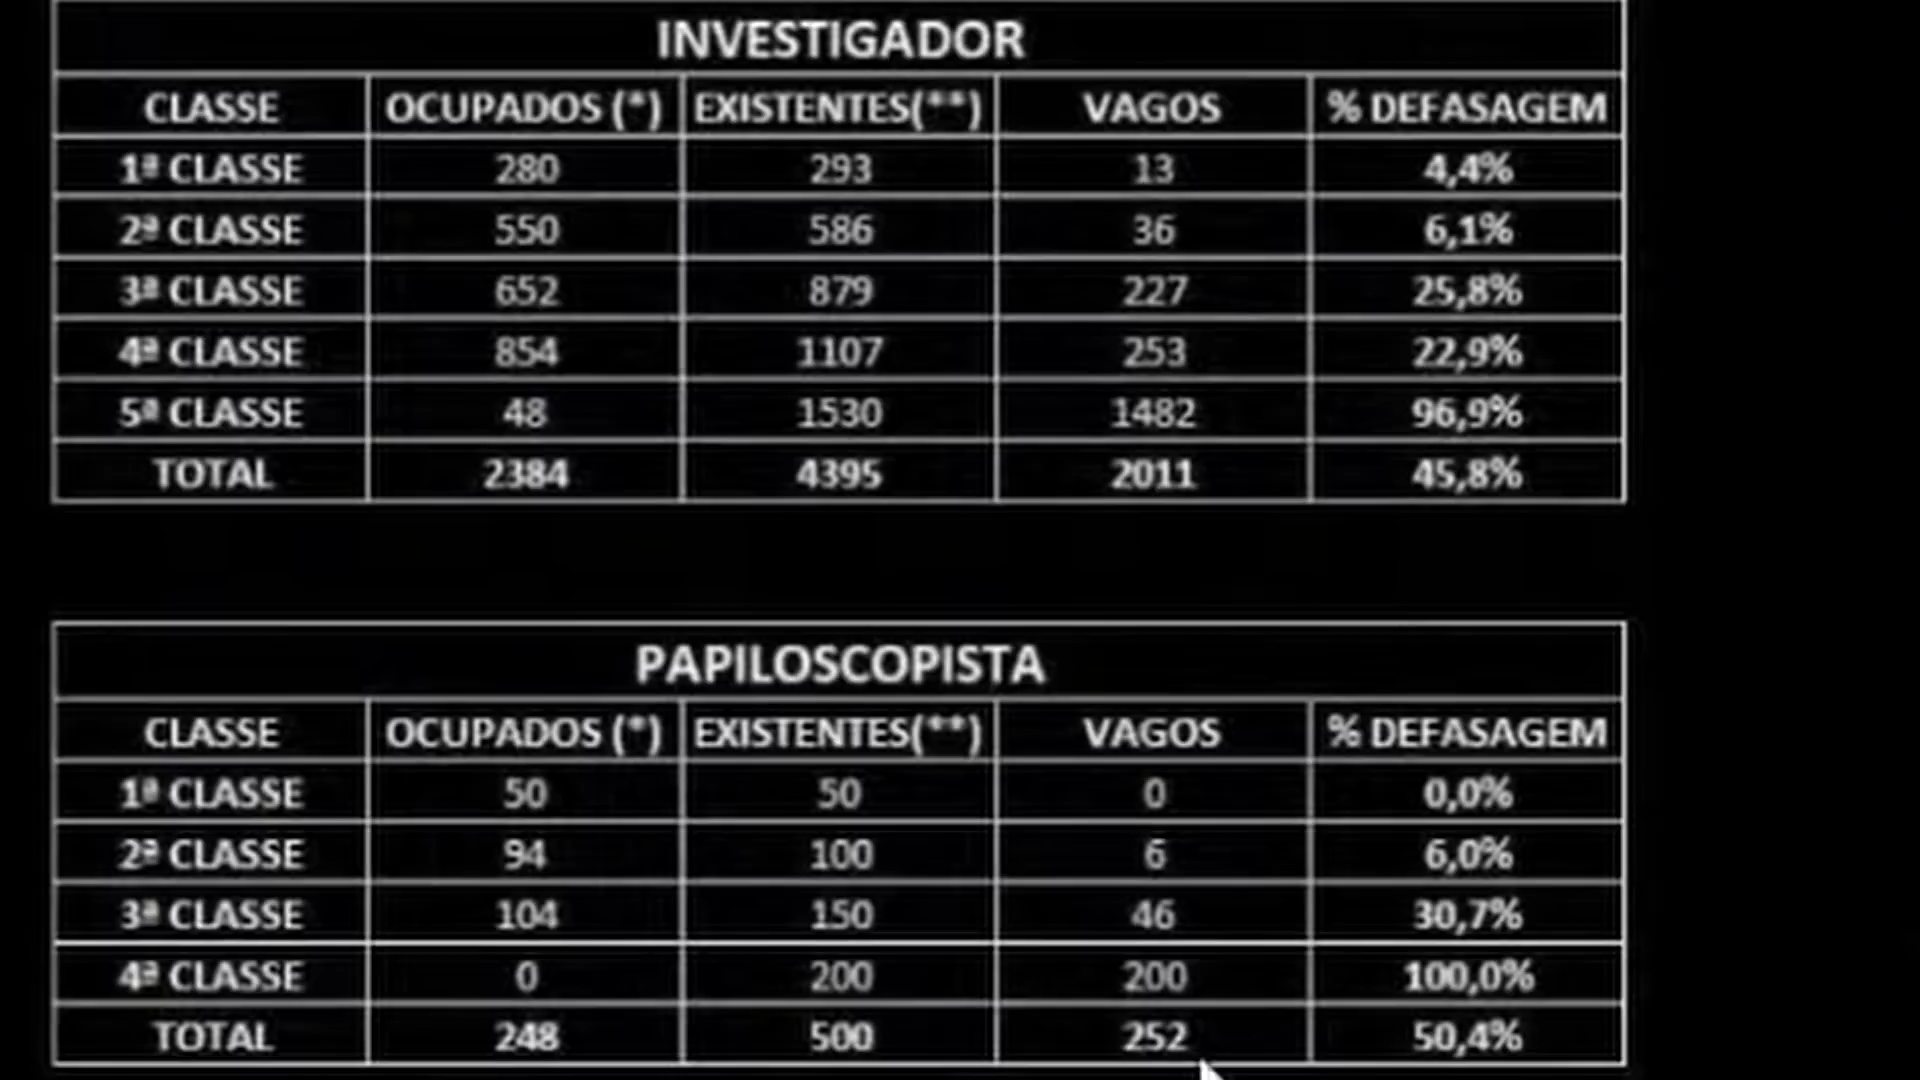 INVESTIGADOR
CLASSE OCUPADOS (*) EXISTENTES(**) VAGOS % DEFASAGEM
1ª CLASSE 280 293 13 4,4%
2ª CLASSE 550 586 36 6,1%
3ª CLASSE 652 879 227 25,8%
4ª CLASSE 854 1107 253 22,9%
5ª CLASSE 48 1530 1482 96,9%
TOTAL 2384 4395 2011 45,8%
PAPILOSCOPISTA
CLASSE OCUPADOS (*) EXISTENTES(**) VAGOS % DEFASAGEM
1ª CLASSE 50 50 0 0,0%
2ª CLASSE 94 100 6 6,0%
3ª CLASSE 104 150 46 30,7%
4ª CLASSE 0 200 200 100,0%
TOTAL 248 500 252 50,4%